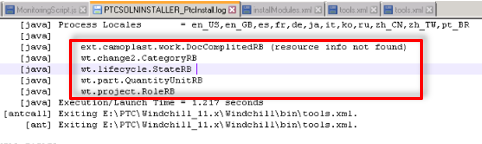 MonitoringScript.js
PTCSOLNINSTALLER_PtcInstall.log
installModules.xml
tools.xml
tools.xml
[java] Process Locales = en_US,en_GB,es,fr,de,ja,it,ko,ru,zh_CN,zh_TW,pt_BR
[java]
[java] ext.camoplast.work.DocComplitedRB (resource info not found)
[java] wt.change2.CategoryRB
[java] wt.lifecycle.StateRB
[java] wt.part.QuantityUnitRB
[java] wt.project.RoleRB
[java] Execution/Launch Time = 1.217 seconds
[antcall] Exiting E:\PTC\Windchill_11.x\Windchill\bin\tools.xml.
[ant] Exiting E:\PTC\Windchill_11.x\Windchill\bin\tools.xml.